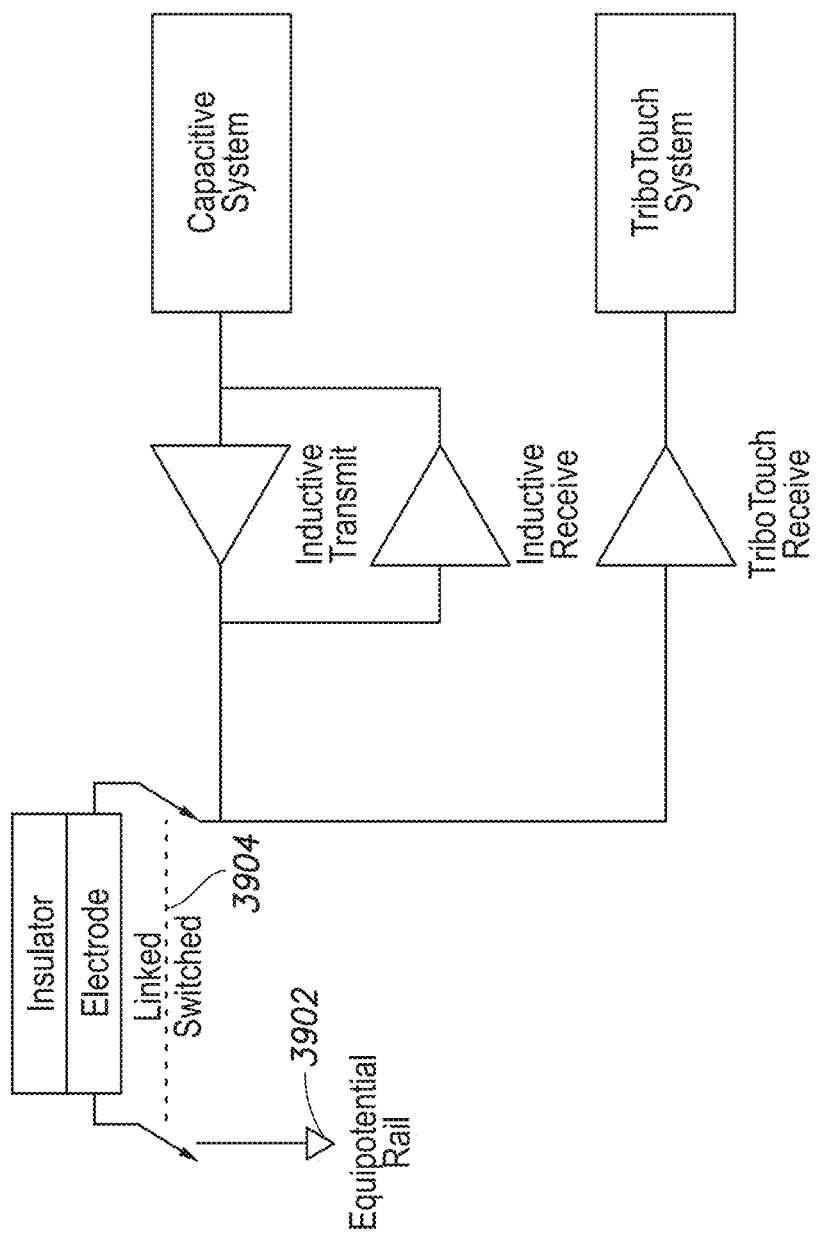 Insulator
Electrode
Linked
Switched
3904
3902
Equipotential
Rail
Capacitive
System
Inductive
Transmit
Inductive
Receive
TriboTouch
System
TriboTouch
Receive